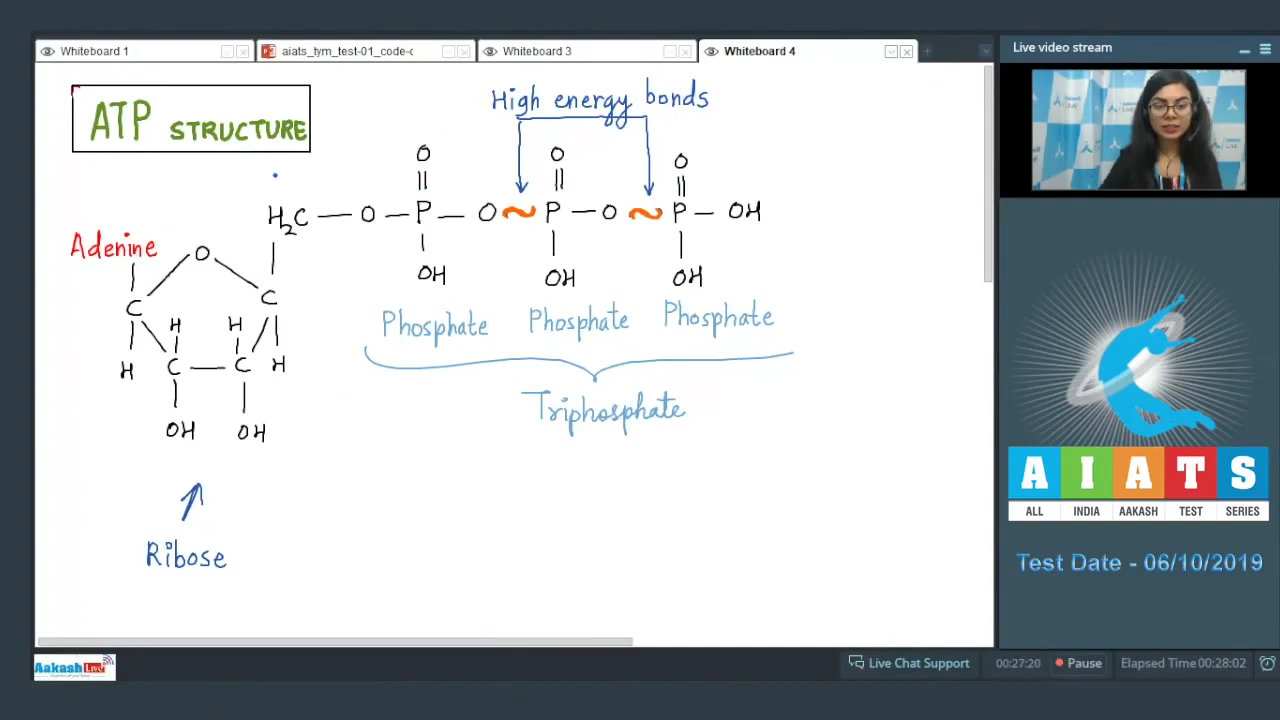 Whiteboard 1
aiats_tym_test-01_code-c
Whiteboard 3
Whiteboard 4
Live video stream
ATP STRUCTURE
High energy bonds
O O O
H2C — O — P — O ~ P — O ~ P — OH
Adenine
O
OH OH OH
C C
H H
Phosphate Phosphate Phosphate
H C — C H
Triphosphate
OH OH
Ribose
A I A T S
ALL INDIA AAKASH TEST SERIES
Test Date - 06/10/2019
Aakash Live
Live Chat Support
00:27:20
Pause
Elapsed Time 00:28:02